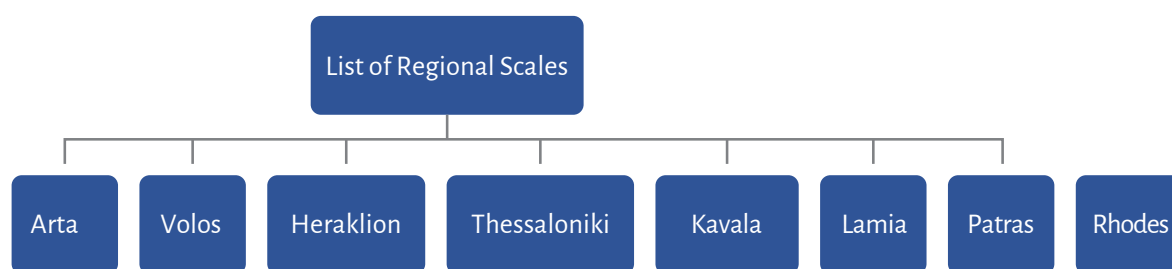 List of Regional Scales
Arta Volos Heraklion Thessaloniki Kavala Lamia Patras Rhodes